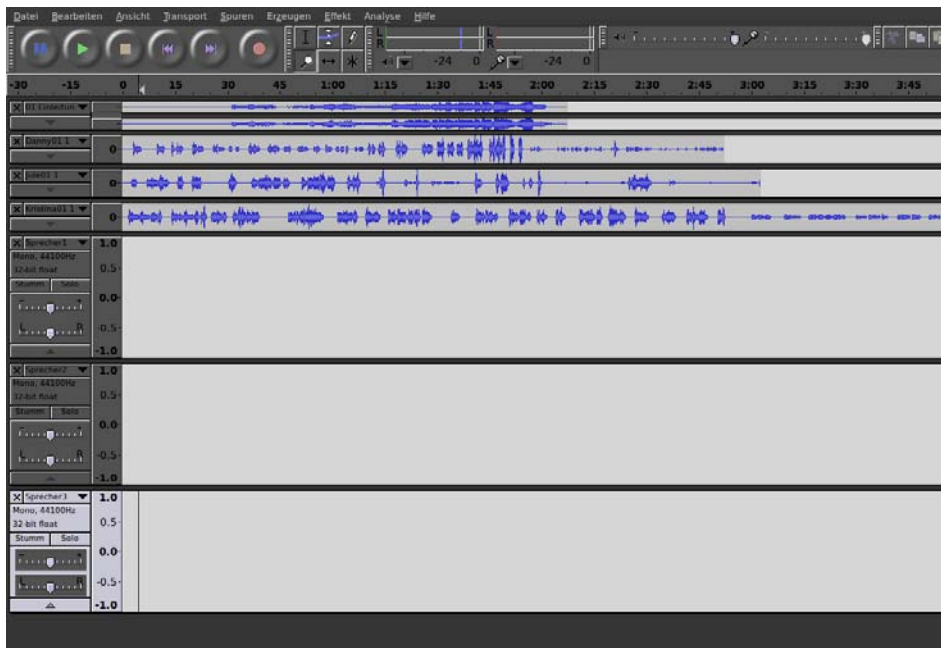 Datei Bearbeiten Ansicht Transport Spuren Erzeugen Effekt Analyse Hilfe
L
R
L
R
-24 0 -24 0
-30 -15 0 15 30 45 1:00 1:15 1:30 1:45 2:00 2:15 2:30 2:45 3:00 3:15 3:30 3:45
X 01
X Danny01 1
0
X 1
0
X 1
0
X Sprecher1 1.0
Mono, 44100Hz
32-bit float 0.5
Stumm Solo
- + 0.0
L R -0.5
-1.0
X Sprecher2 1.0
Mono, 44100Hz
32-bit float 0.5
Stumm Solo
- + 0.0
L R -0.5
-1.0
X Sprecher3 1.0
Mono, 44100Hz
32-bit float 0.5
Stumm Solo
- + 0.0
L R -0.5
-1.0